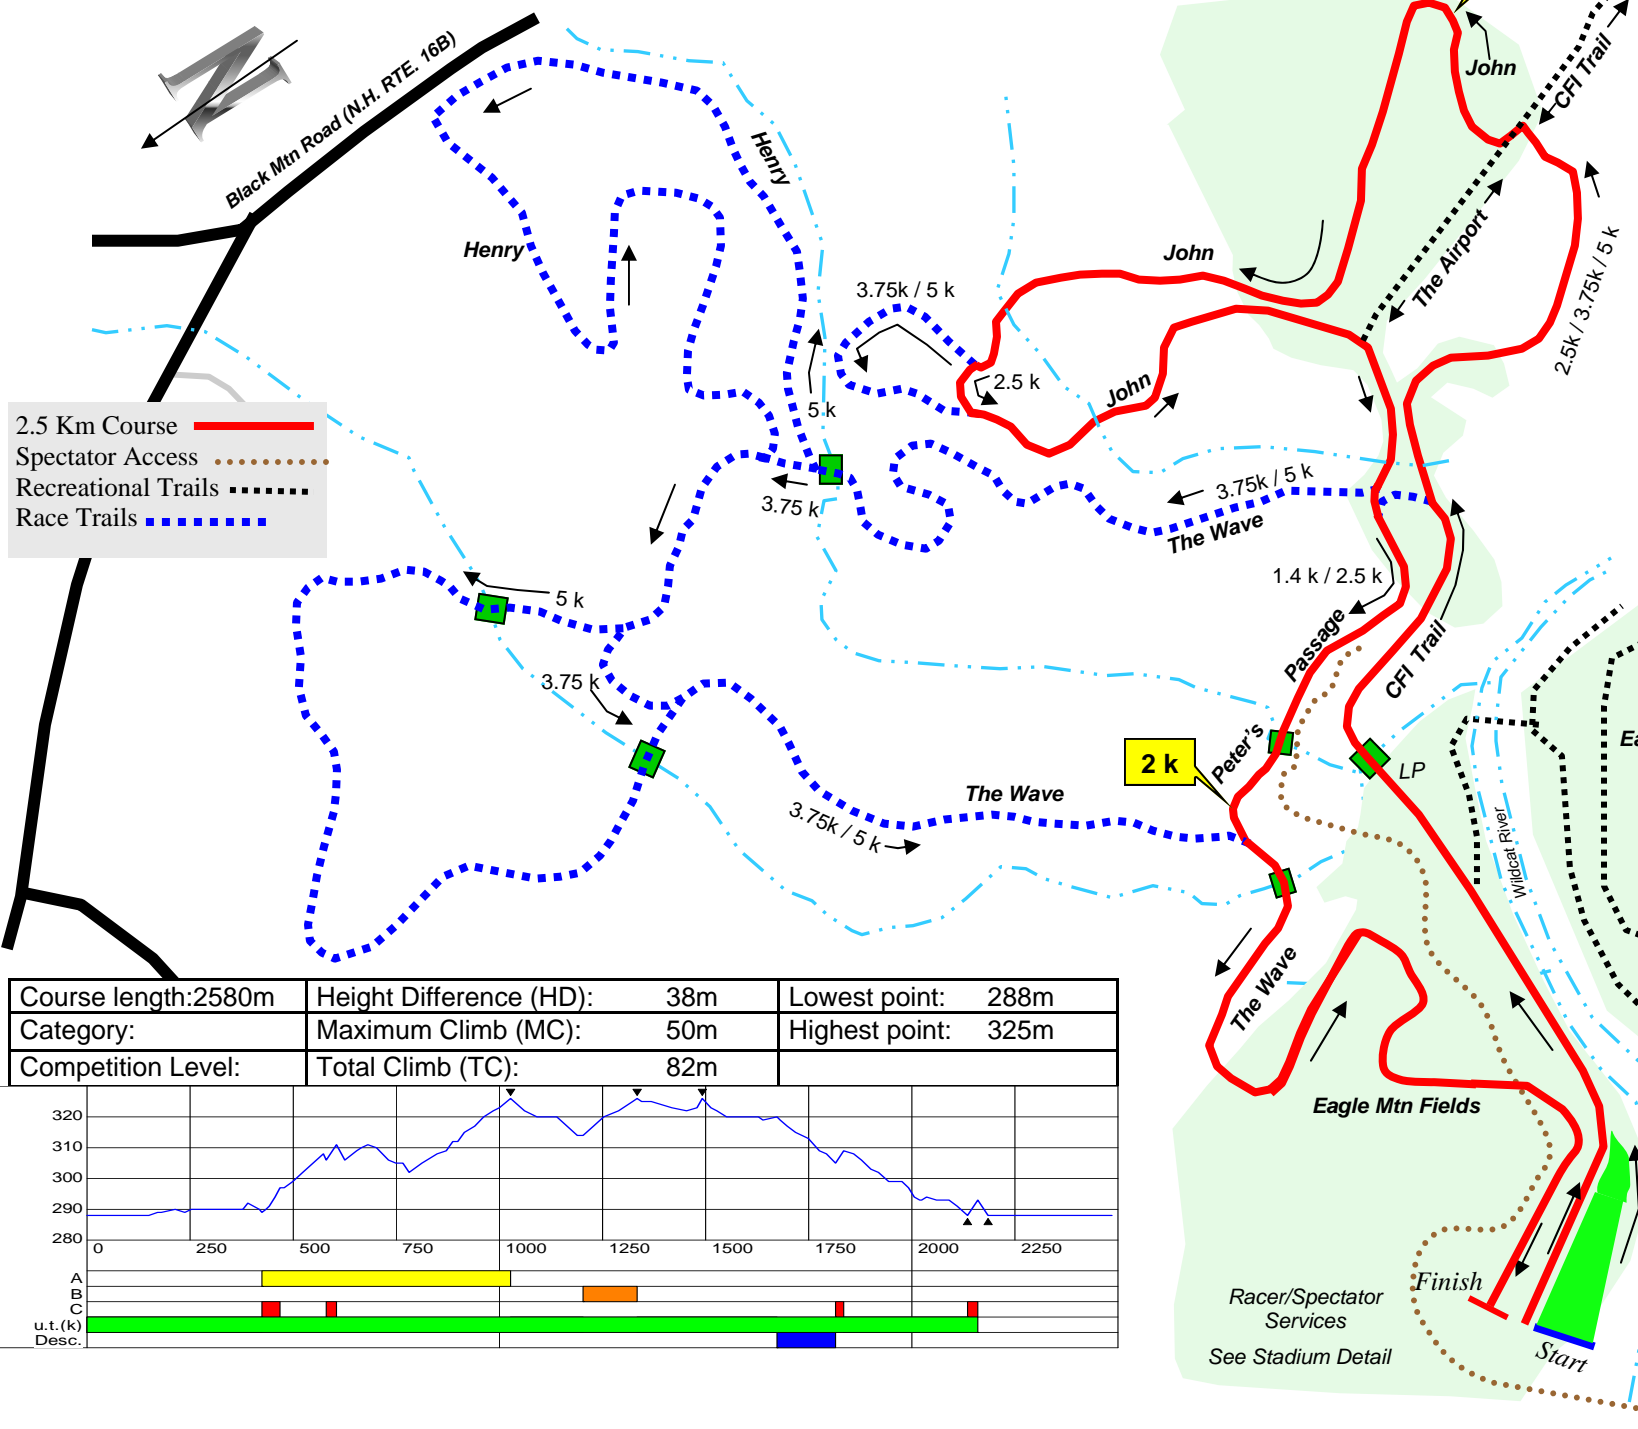 N
Black Mtn Road (N.H. RTE. 16B)
John
CFI Trail
Henry
Henry
John
The Airport
3.75k / 5 k
2.5k / 3.75k / 5 k
2.5 k
John
5 k
2.5 Km Course
Spectator Access
Recreational Trails
Race Trails
3.75 k
3.75k / 5 k
The Wave
1.4 k / 2.5 k
5 k
Peter's Passage
CFI Trail
3.75 k
2 k
LP
Ea
The Wave
3.75k / 5 k
Wildcat River
The Wave
Eagle Mtn Fields
Course length:2580m Height Difference (HD): 38m Lowest point: 288m
Category: Maximum Climb (MC): 50m Highest point: 325m
Competition Level: Total Climb (TC): 82m
320
310
300
290
280
0 250 500 750 1000 1250 1500 1750 2000 2250
A
B
C
u.t.(k)
Desc.
Finish
Racer/Spectator
Services
See Stadium Detail
Start